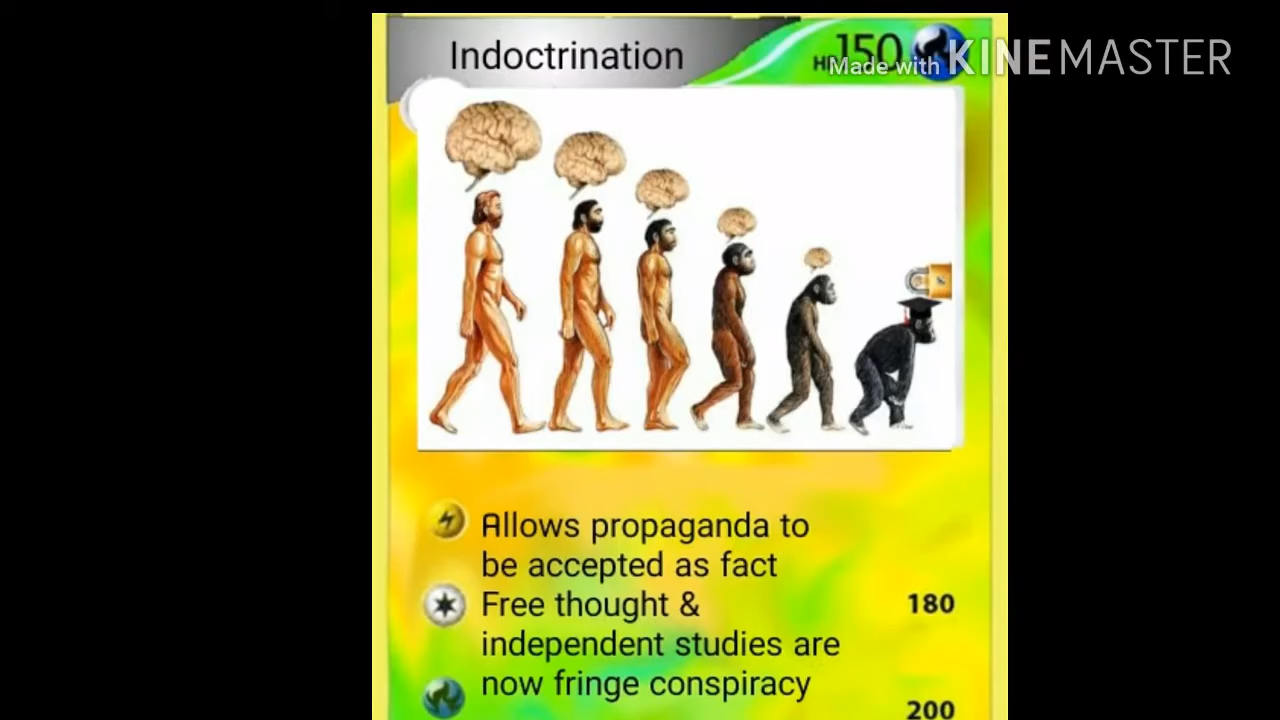 Indoctrination
HP 150
Made with KINEMASTER
Allows propaganda to
be accepted as fact
Free thought &
180
independent studies are
now fringe conspiracy
200